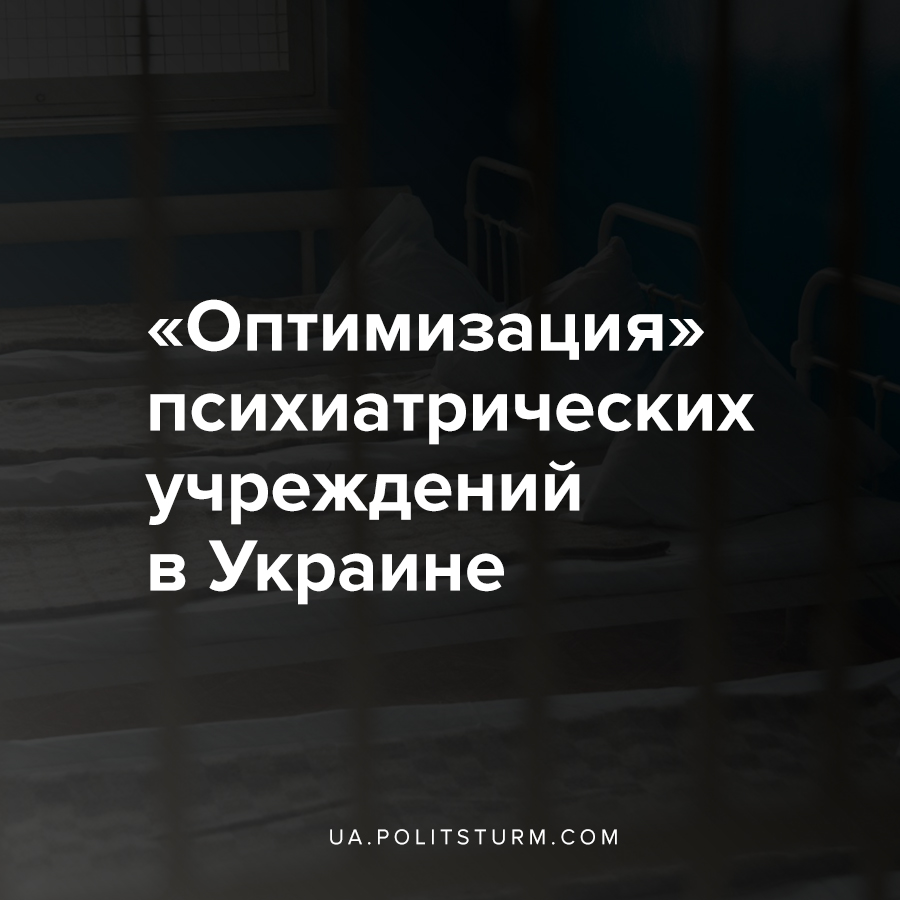 «Оптимизация»
психиатрических
учреждений
в Украине
UA.POLITSTURM.COM